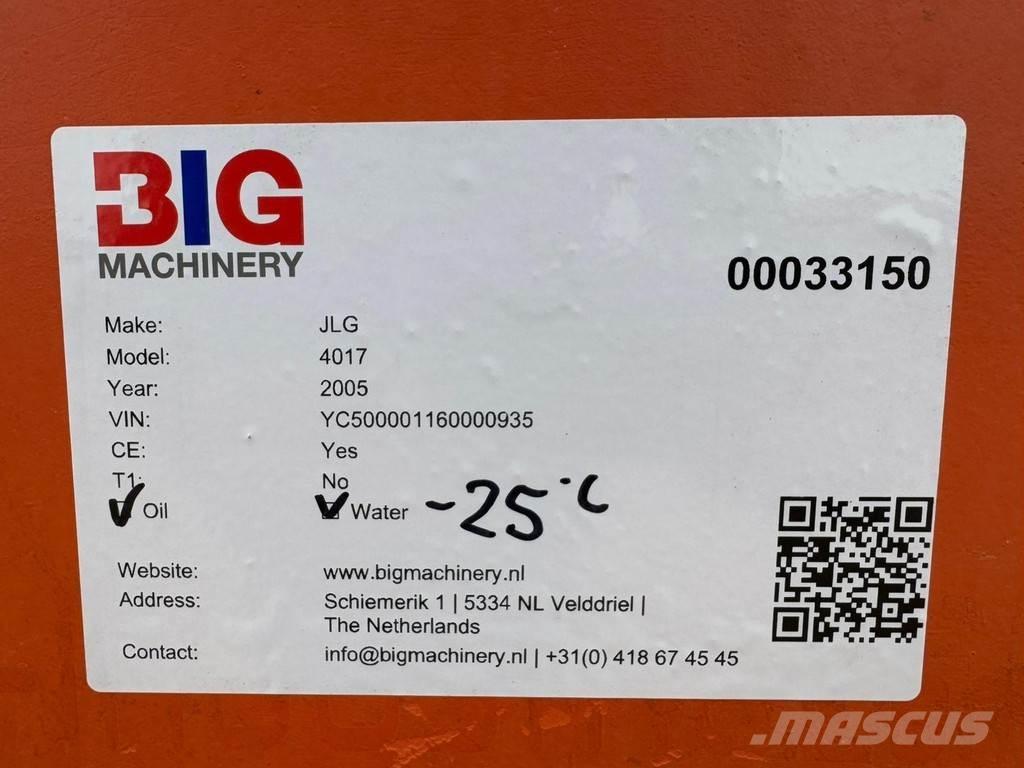 BIG
MACHINERY
00033150
Make: JLG
Model: 4017
Year: 2005
VIN: YC500001160000935
CE: Yes
T1: No
Oil Water -25°C
Website: www.bigmachinery.nl
Address: Schiemerik 1 | 5334 NL Velddriel |
The Netherlands
Contact: info@bigmachinery.nl | +31(0) 418 67 45 45
MASCUS